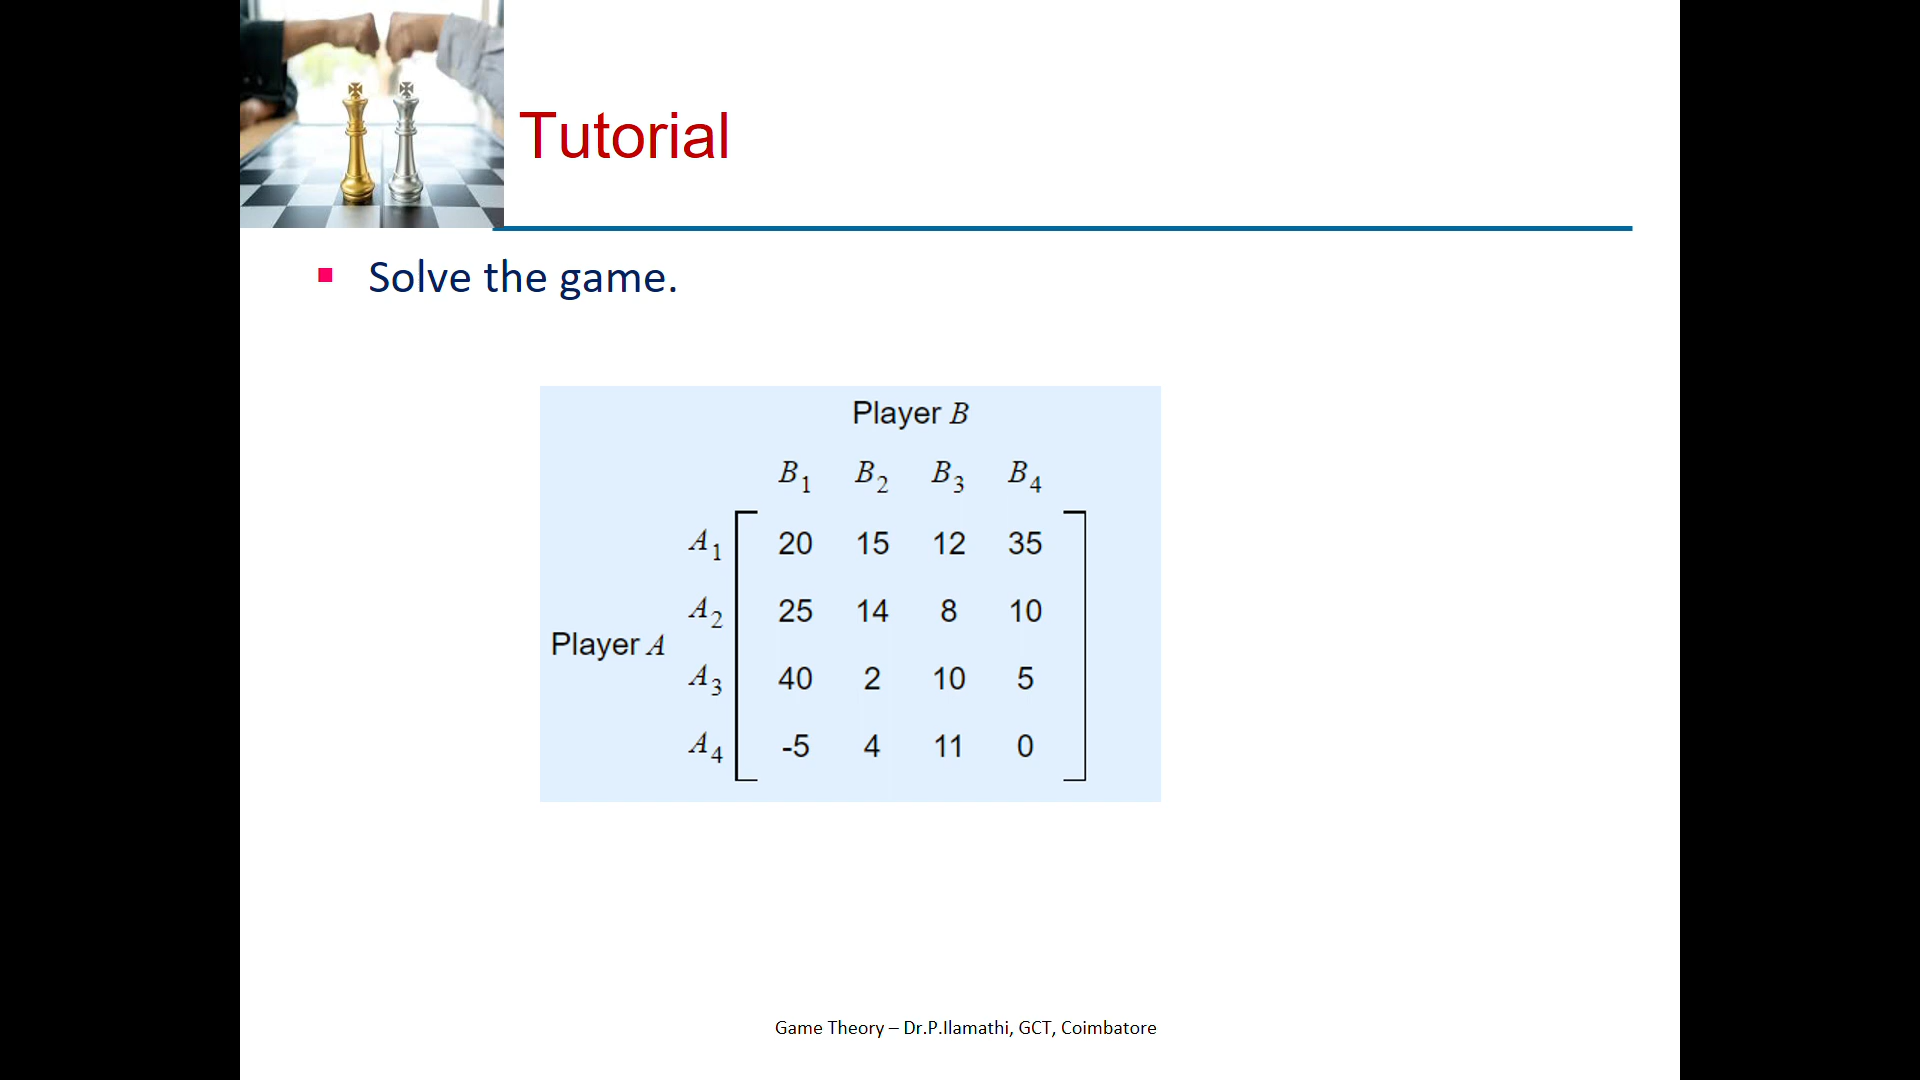 Tutorial
Solve the game.
Player B
B1 B2 B3 B4
A1 20 15 12 35
A2 25 14 8 10
Player A
A3 40 2 10 5
A4 -5 4 11 0
Game Theory – Dr.P.Ilamathi, GCT, Coimbatore